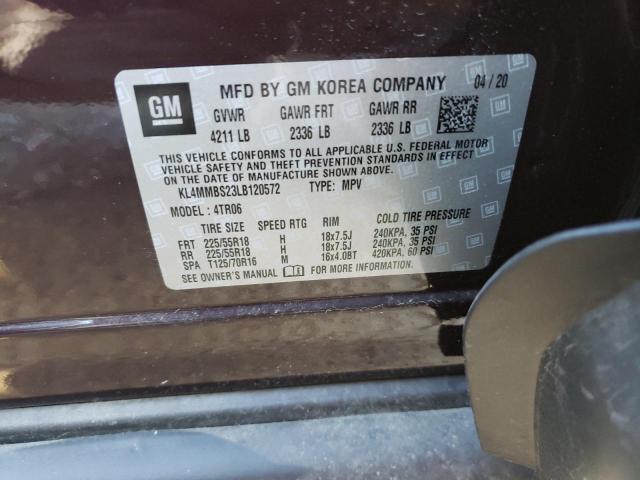 GM
MFD BY GM KOREA COMPANY 04/20
GVWR GAWR FRT GAWR RR
4211 LB 2336 LB 2336 LB
THIS VEHICLE CONFORMS TO ALL APPLICABLE U.S. FEDERAL MOTOR
VEHICLE SAFETY AND THEFT PREVENTION STANDARDS IN EFFECT
ON THE DATE OF MANUFACTURE SHOWN ABOVE.
KL4MMBS23LB120572 TYPE: MPV
MODEL : 4TR06
TIRE SIZE SPEED RTG RIM COLD TIRE PRESSURE
FRT 225/55R18 H 18x7.5J 240KPA, 35 PSI
RR 225/55R18 H 18x7.5J 240KPA, 35 PSI
SPA T125/70R16 M 16x4.0BT 420KPA, 60 PSI
SEE OWNER'S MANUAL FOR MORE INFORMATION.